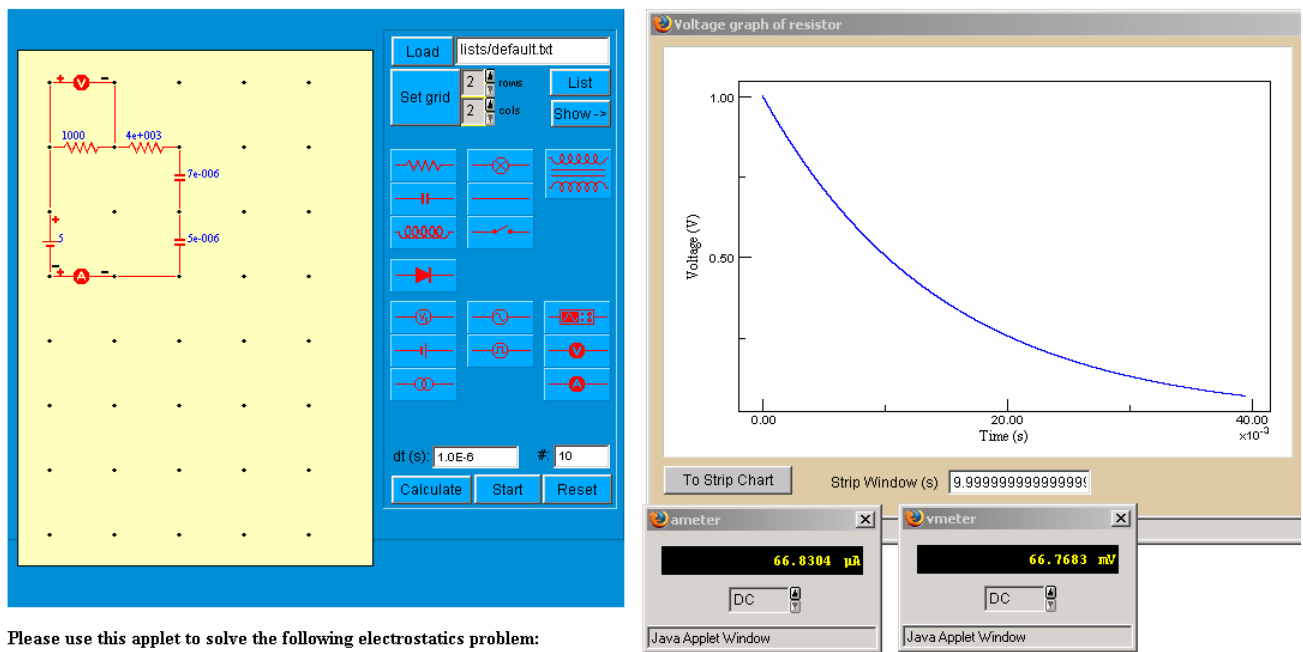 Load
lists/default.txt
Set grid
2
rows
List
2
cols
Show ->
V
1000
4e+003
7e-006
5
5e-006
A
dt (s):
1.0E-6
#:
10
Calculate
Start
Reset
Please use this applet to solve the following electrostatics problem:
Voltage graph of resistor
1.00
0.50
Voltage (V)
0.00
20.00
40.00
Time (s)
×10⁻³
To Strip Chart
Strip Window (s)
9.9999999999999999
ameter
66.8304 µA
DC
Java Applet Window
vmeter
66.7683 mV
DC
Java Applet Window